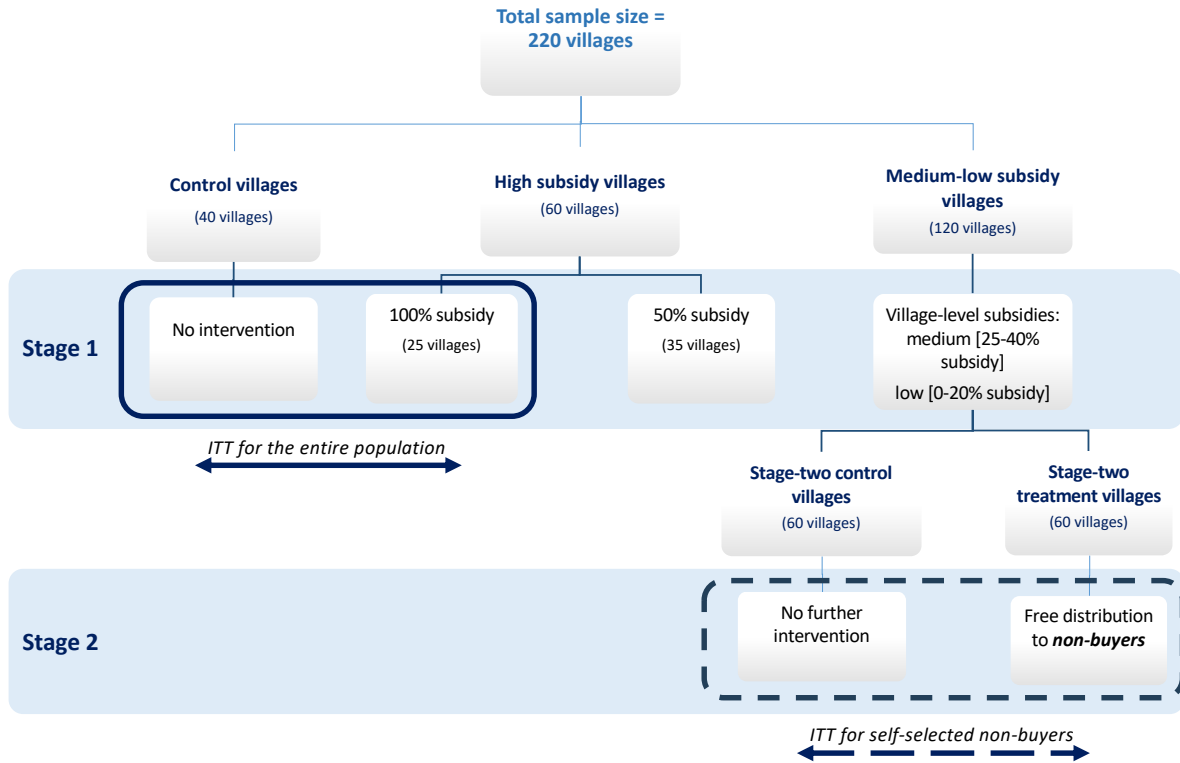 Total sample size =
220 villages
Control villages
(40 villages)
High subsidy villages
(60 villages)
Medium-low subsidy
villages
(120 villages)
Stage 1
No intervention
100% subsidy
(25 villages)
50% subsidy
(35 villages)
Village-level subsidies:
medium [25-40%
subsidy]
low [0-20% subsidy]
ITT for the entire population
Stage-two control
villages
(60 villages)
Stage-two
treatment villages
(60 villages)
Stage 2
No further
intervention
Free distribution
to non-buyers
ITT for self-selected non-buyers